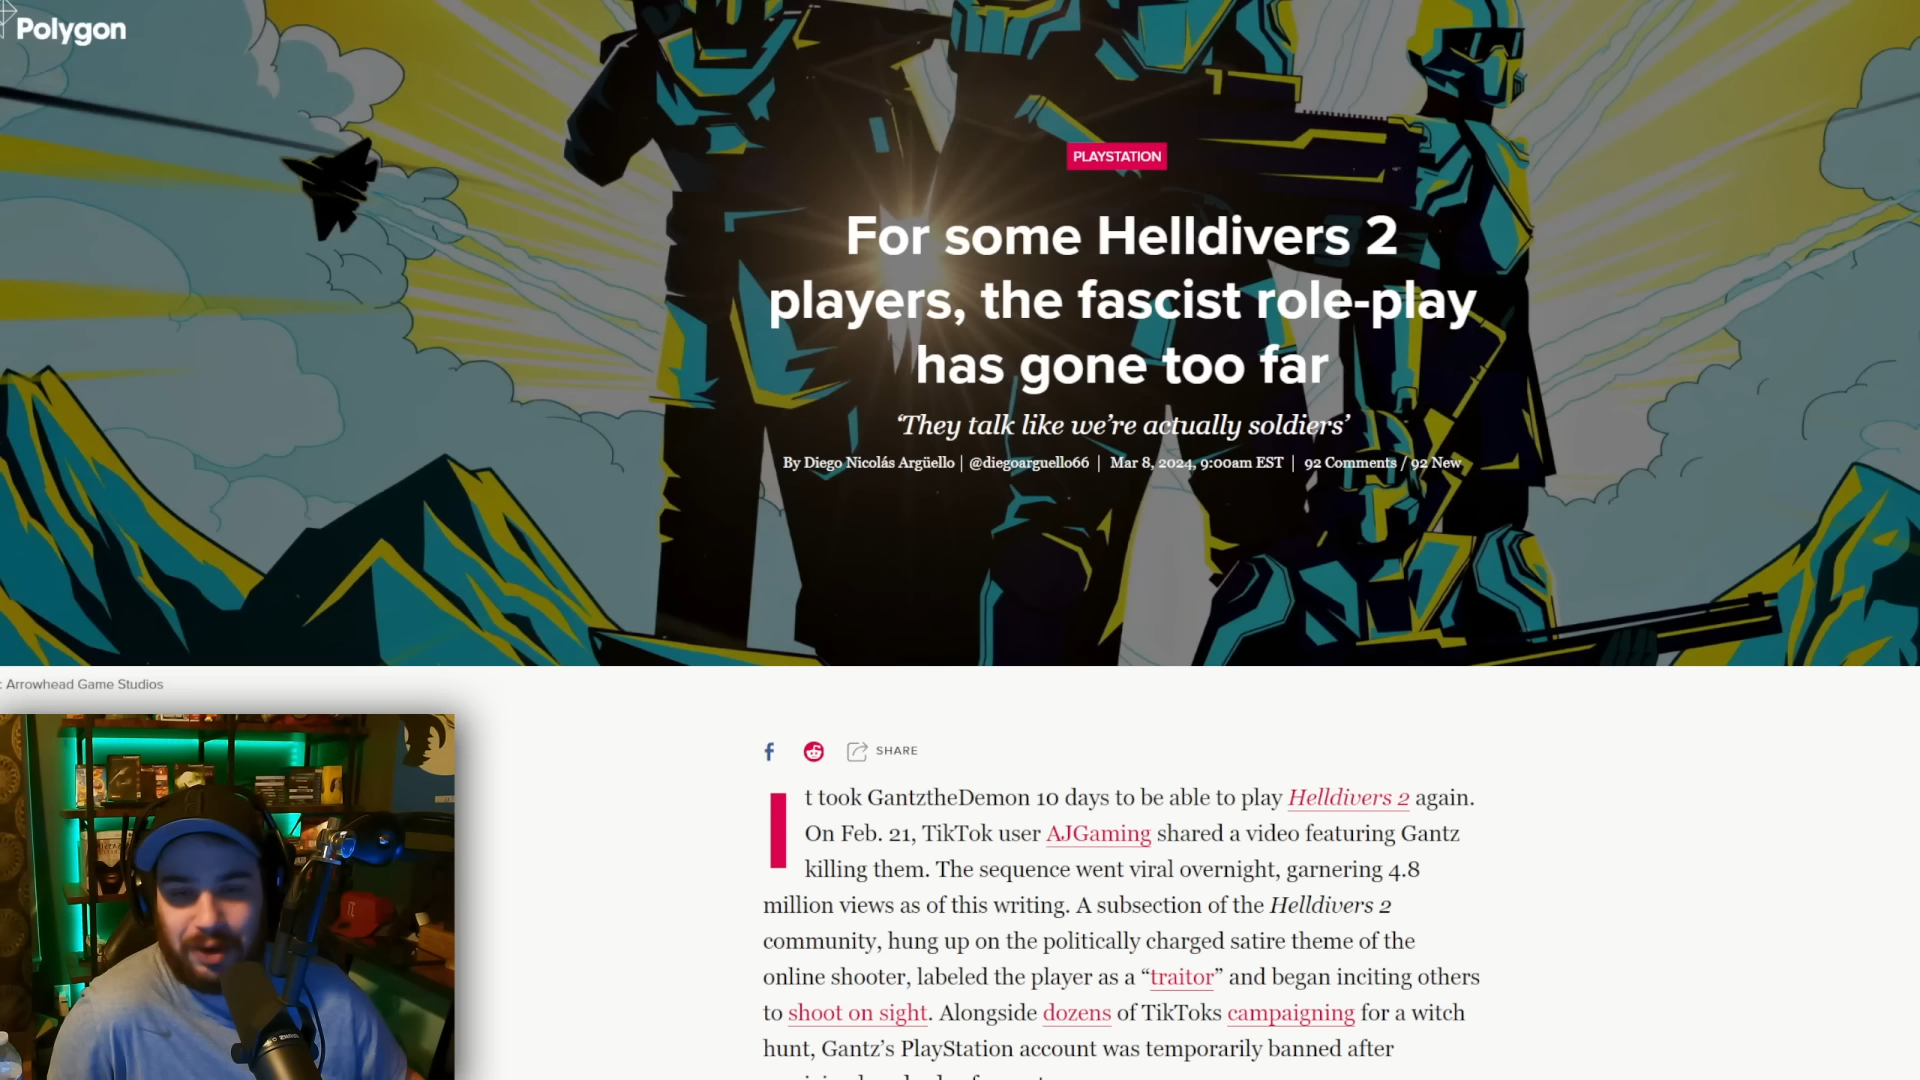 Polygon
PLAYSTATION
For some Helldivers 2
players, the fascist role-play
has gone too far
‘They talk like we’re actually soldiers’
By Diego Nicolás Argüello | @diegoarguello66 | Mar 8, 2024, 9:00am EST | 92 Comments / 92 New
: Arrowhead Game Studios
SHARE
It took GantztheDemon 10 days to be able to play Helldivers 2 again.
On Feb. 21, TikTok user AJGaming shared a video featuring Gantz
killing them. The sequence went viral overnight, garnering 4.8
million views as of this writing. A subsection of the Helldivers 2
community, hung up on the politically charged satire theme of the
online shooter, labeled the player as a “traitor” and began inciting others
to shoot on sight. Alongside dozens of TikToks campaigning for a witch
hunt, Gantz’s PlayStation account was temporarily banned after